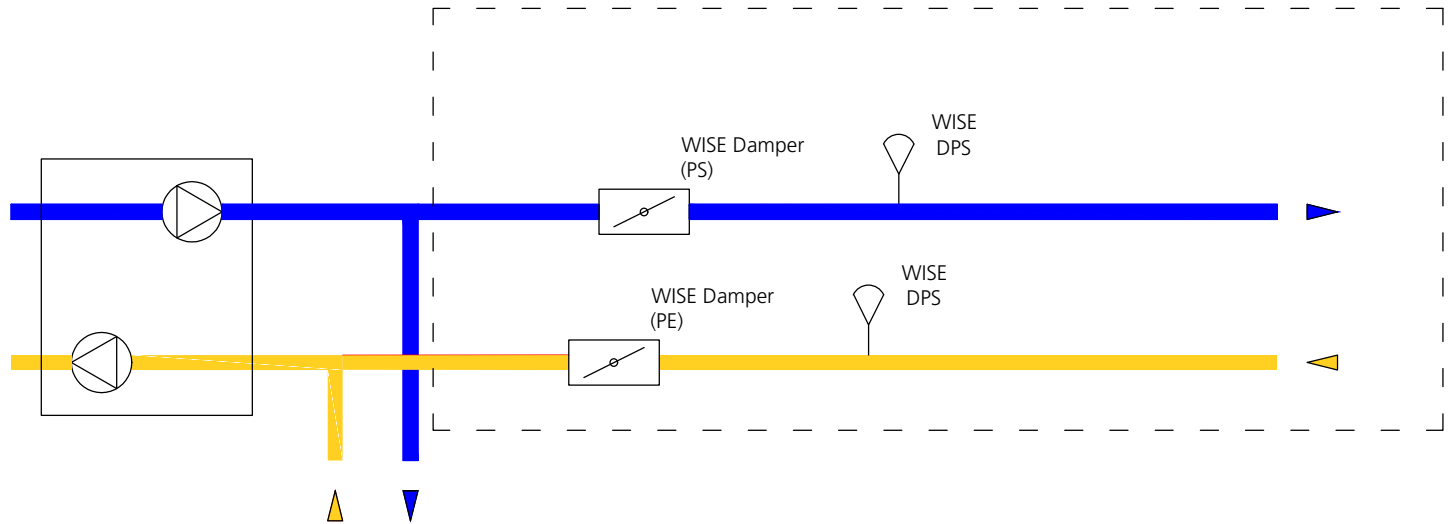 WISE
DPS
WISE Damper
(PS)
WISE
DPS
WISE Damper
(PE)